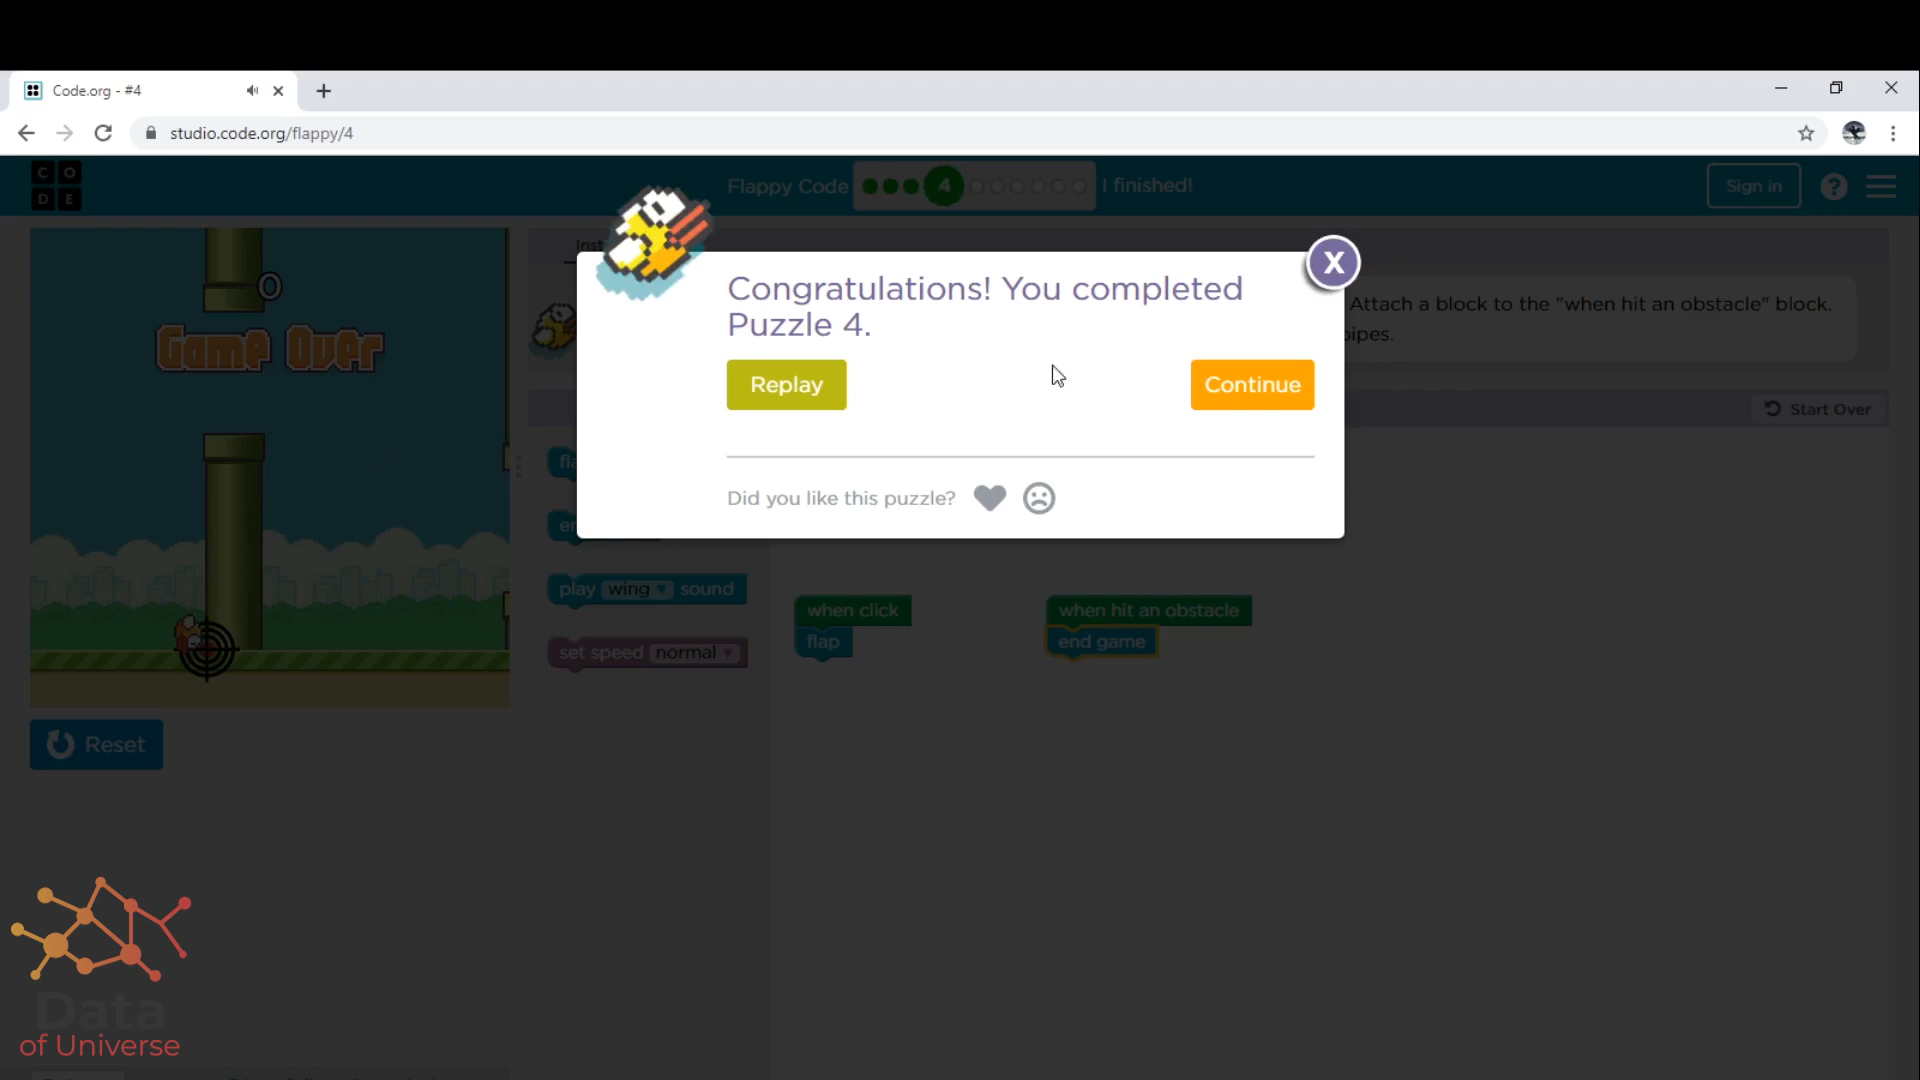 Code.org - #4
studio.code.org/flappy/4
CODE
Flappy Code
4
I finished!
Sign in
?
0
Game Over
Inst
Congratulations! You completed
Puzzle 4.
X
Attach a block to the "when hit an obstacle" block.
pipes.
Replay
Continue
Start Over
Did you like this puzzle?
play wing sound
set speed normal
when click
flap
when hit an obstacle
end game
Reset
Data
of Universe